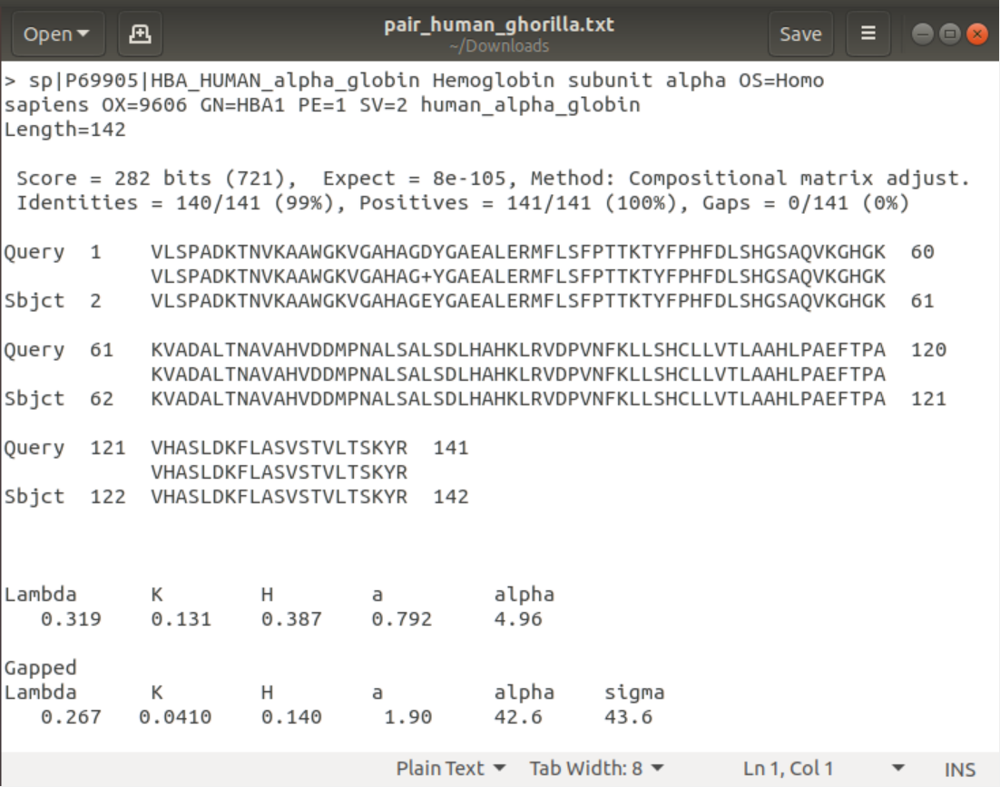 Open
pair_human_ghorilla.txt
~/Downloads
Save
> sp|P69905|HBA_HUMAN_alpha_globin Hemoglobin subunit alpha OS=Homo
sapiens OX=9606 GN=HBA1 PE=1 SV=2 human_alpha_globin
Length=142
Score = 282 bits (721),  Expect = 8e-105, Method: Compositional matrix adjust.
Identities = 140/141 (99%), Positives = 141/141 (100%), Gaps = 0/141 (0%)
Query  1    VLSPADKTNVKAAWGKVGAHAGDYGAEALERMFLSFPTTKTYFPHFDLSHGSAQVKGHGK  60
            VLSPADKTNVKAAWGKVGAHAG+YGAEALERMFLSFPTTKTYFPHFDLSHGSAQVKGHGK
Sbjct  2    VLSPADKTNVKAAWGKVGAHAGEYGAEALERMFLSFPTTKTYFPHFDLSHGSAQVKGHGK  61
Query  61   KVADALTNAVAHVDDMPNALSALSDLHAHKLRVDPVNFKLLSHCLLVTLAAHLPAEFTPA  120
            KVADALTNAVAHVDDMPNALSALSDLHAHKLRVDPVNFKLLSHCLLVTLAAHLPAEFTPA
Sbjct  62   KVADALTNAVAHVDDMPNALSALSDLHAHKLRVDPVNFKLLSHCLLVTLAAHLPAEFTPA  121
Query  121  VHASLDKFLASVSTVLTSKYR  141
            VHASLDKFLASVSTVLTSKYR
Sbjct  122  VHASLDKFLASVSTVLTSKYR  142
Lambda      K        H        a         alpha
   0.319    0.131    0.387    0.792     4.96
Gapped
Lambda      K        H        a         alpha    sigma
   0.267   0.0410    0.140     1.90     42.6     43.6
Plain Text  Tab Width: 8  Ln 1, Col 1  INS